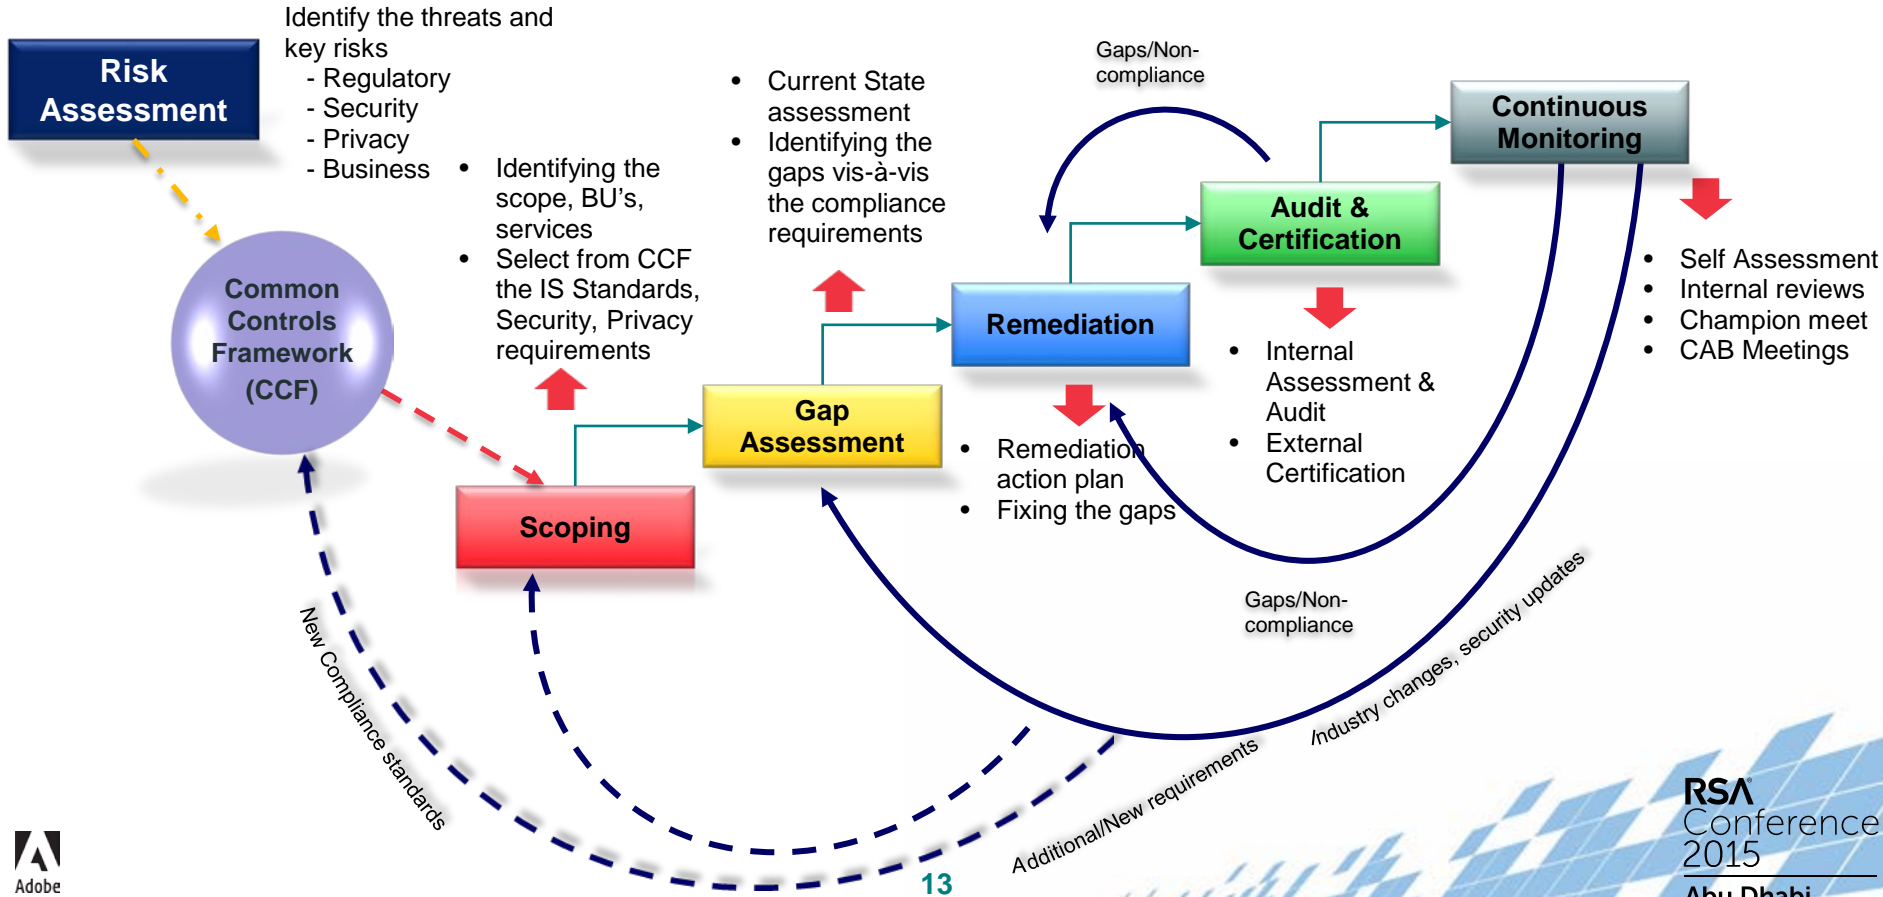 Identify the threats and
key risks
- Regulatory
- Security
- Privacy
- Business
Risk
Assessment
Common
Controls
Framework
(CCF)
• Identifying the
scope, BU's,
services
• Select from CCF
the IS Standards,
Security, Privacy
requirements
Scoping
• Current State
assessment
• Identifying the
gaps vis-à-vis
the compliance
requirements
Gap
Assessment
Remediation
• Remediation
action plan
• Fixing the gaps
Gaps/Non-
compliance
Audit &
Certification
• Internal
Assessment &
Audit
• External
Certification
Continuous
Monitoring
• Self Assessment
• Internal reviews
• Champion meet
• CAB Meetings
Gaps/Non-
compliance
Industry changes, security updates
Additional/New requirements
New Compliance standards
Adobe
13
RSA
Conference
2015
Abu Dhabi